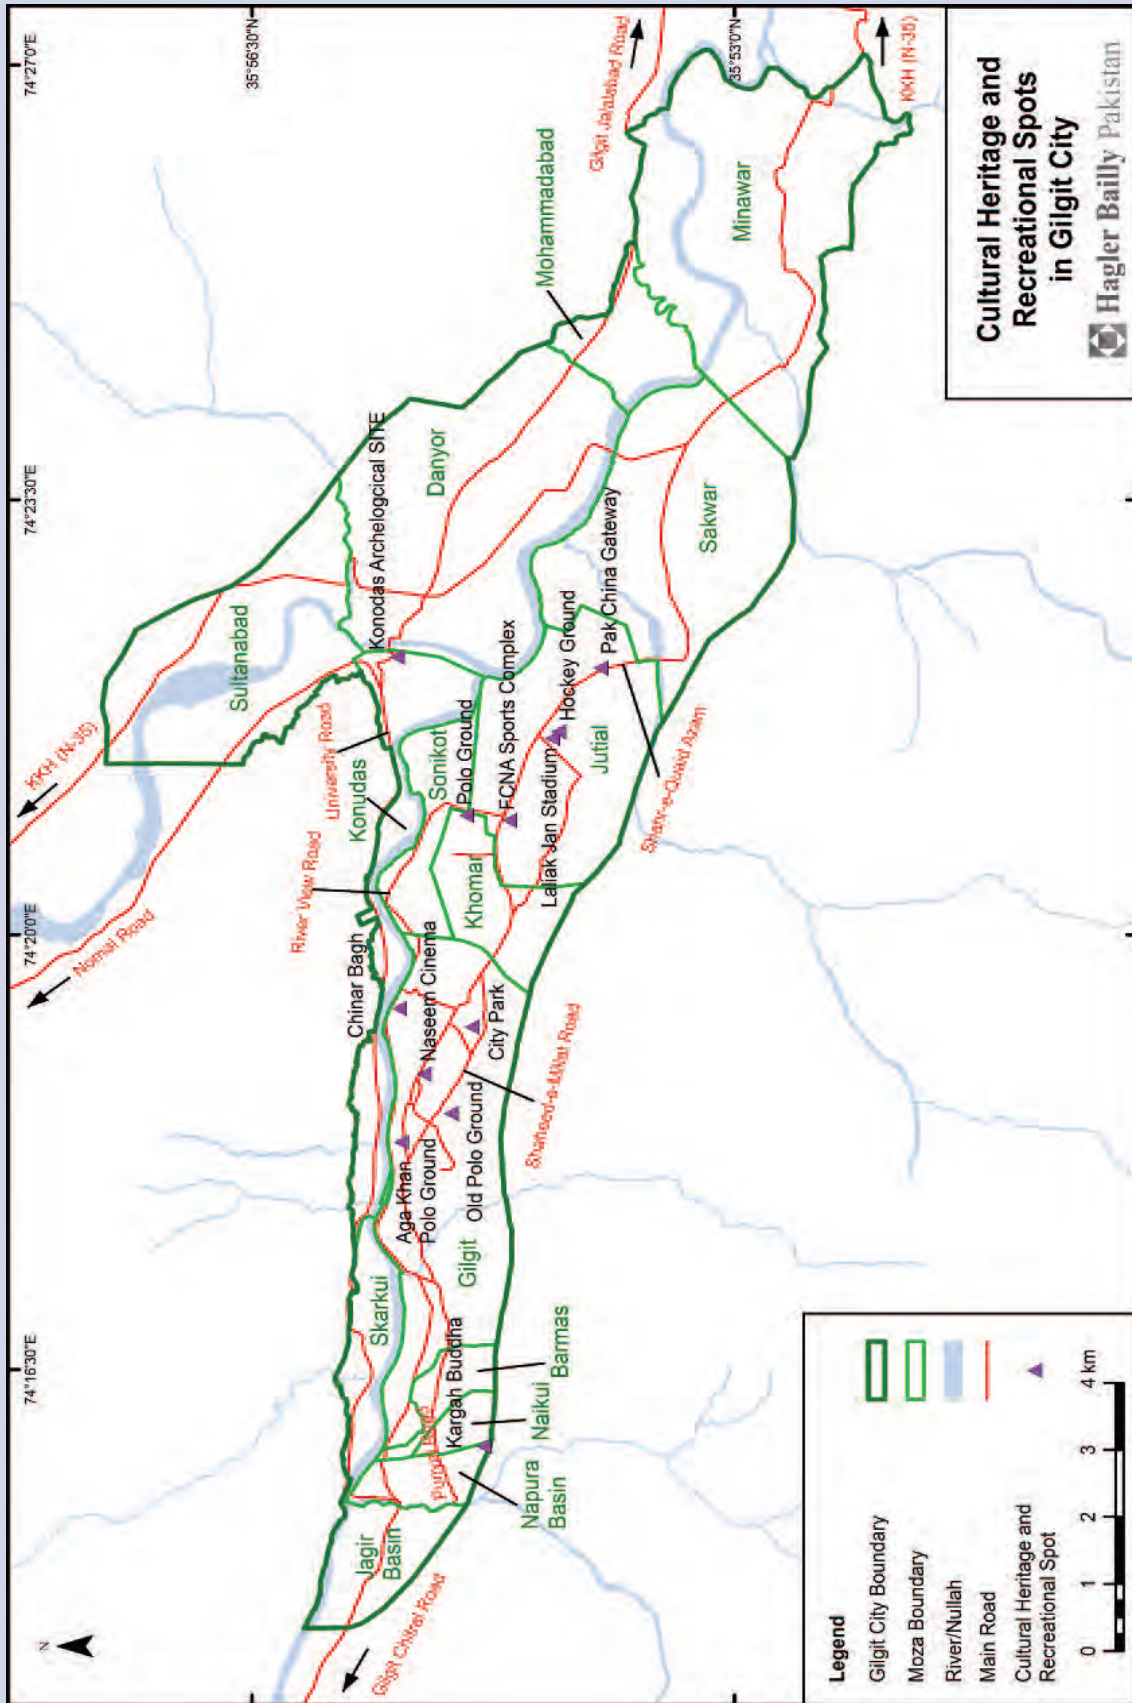 Cultural Heritage and
Recreational Spots
in Gilgit City
Hagler Bailly Pakistan
74°16'30"E
74°20'0"E
74°23'30"E
74°27'0"E
35°56'30"N
35°53'0"N
N
KKH (N-35)
Nomal Road
Gilgit Jalalabad Road
KKH (N-35)
Gilgit Chitral Road
University Road
River View Road
Shaheed-e-Millat Road
Shahr-e-Quaid Azam
Sultanabad
Danyor
Mohammadabad
Minawar
Sakwar
Jutial
Sonikot
Konudas
Khomar
Gilgit
Skarkui
Barmas
Naikui
Napura
Basin
Jagir
Basin
Konodas Archelogcical SITE
Polo Ground
FCNA Sports Complex
Hockey Ground
Pak China Gateway
Laliak Jan Stadium
Chinar Bagh
Naseem Cinema
City Park
Old Polo Ground
Aga Khan
Polo Ground
Kargah Buddha
Legend
Gilgit City Boundary
Moza Boundary
River/Nullah
Main Road
Cultural Heritage and
Recreational Spot
0 1 2 3 4 km